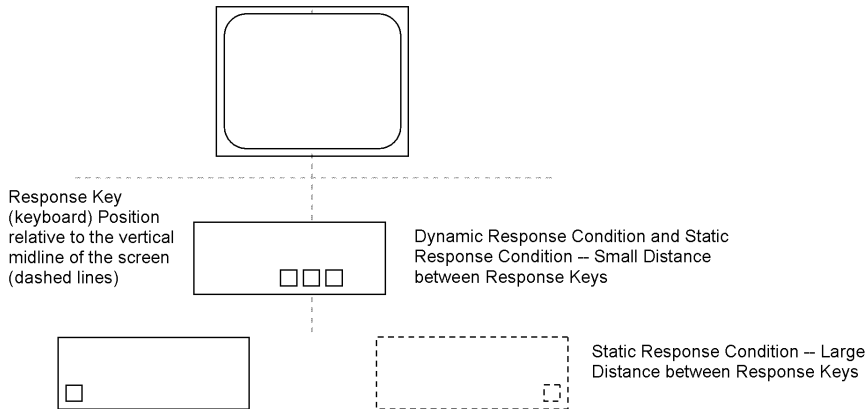 Response Key
(keyboard) Position
relative to the vertical
midline of the screen
(dashed lines)
Dynamic Response Condition and Static
Response Condition -- Small Distance
between Response Keys
Static Response Condition -- Large
Distance between Response Keys